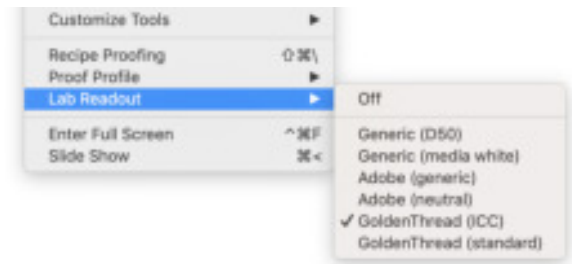 Customize Tools ▶
Recipe Proofing ⇧⌘\
Proof Profile ▶
Lab Readout ▶
Enter Full Screen ^⌘F
Slide Show ⌘<
Off
Generic (D50)
Generic (media white)
Adobe (generic)
Adobe (neutral)
✓ GoldenThread (ICC)
GoldenThread (standard)